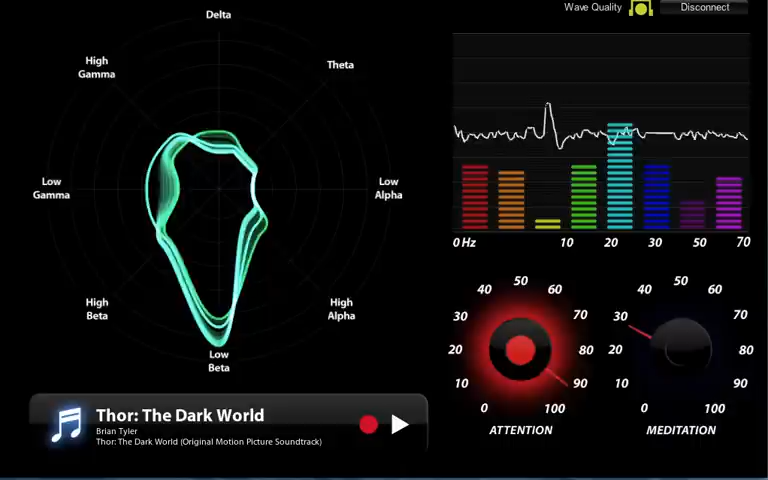 Delta
Wave Quality
Disconnect
High
Gamma
Theta
Low
Gamma
Low
Alpha
High
Beta
High
Alpha
Low
Beta
0 Hz 10 20 30 50 70
0 10 20 30 40 50 60 70 80 90 100
ATTENTION
0 10 20 30 40 50 60 70 80 90 100
MEDITATION
Thor: The Dark World
Brian Tyler
Thor: The Dark World (Original Motion Picture Soundtrack)